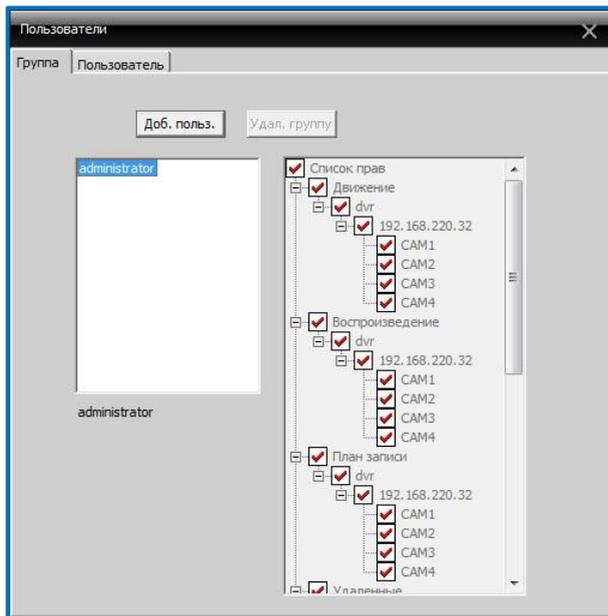 Пользователи
Группа Пользователь
Доб. польз. Удал. группу
administrator
Список прав
Движение
dvr
192.168.220.32
CAM1
CAM2
CAM3
CAM4
Воспроизведение
dvr
192.168.220.32
CAM1
CAM2
CAM3
CAM4
План записи
dvr
192.168.220.32
CAM1
CAM2
CAM3
CAM4
Удаленные
administrator